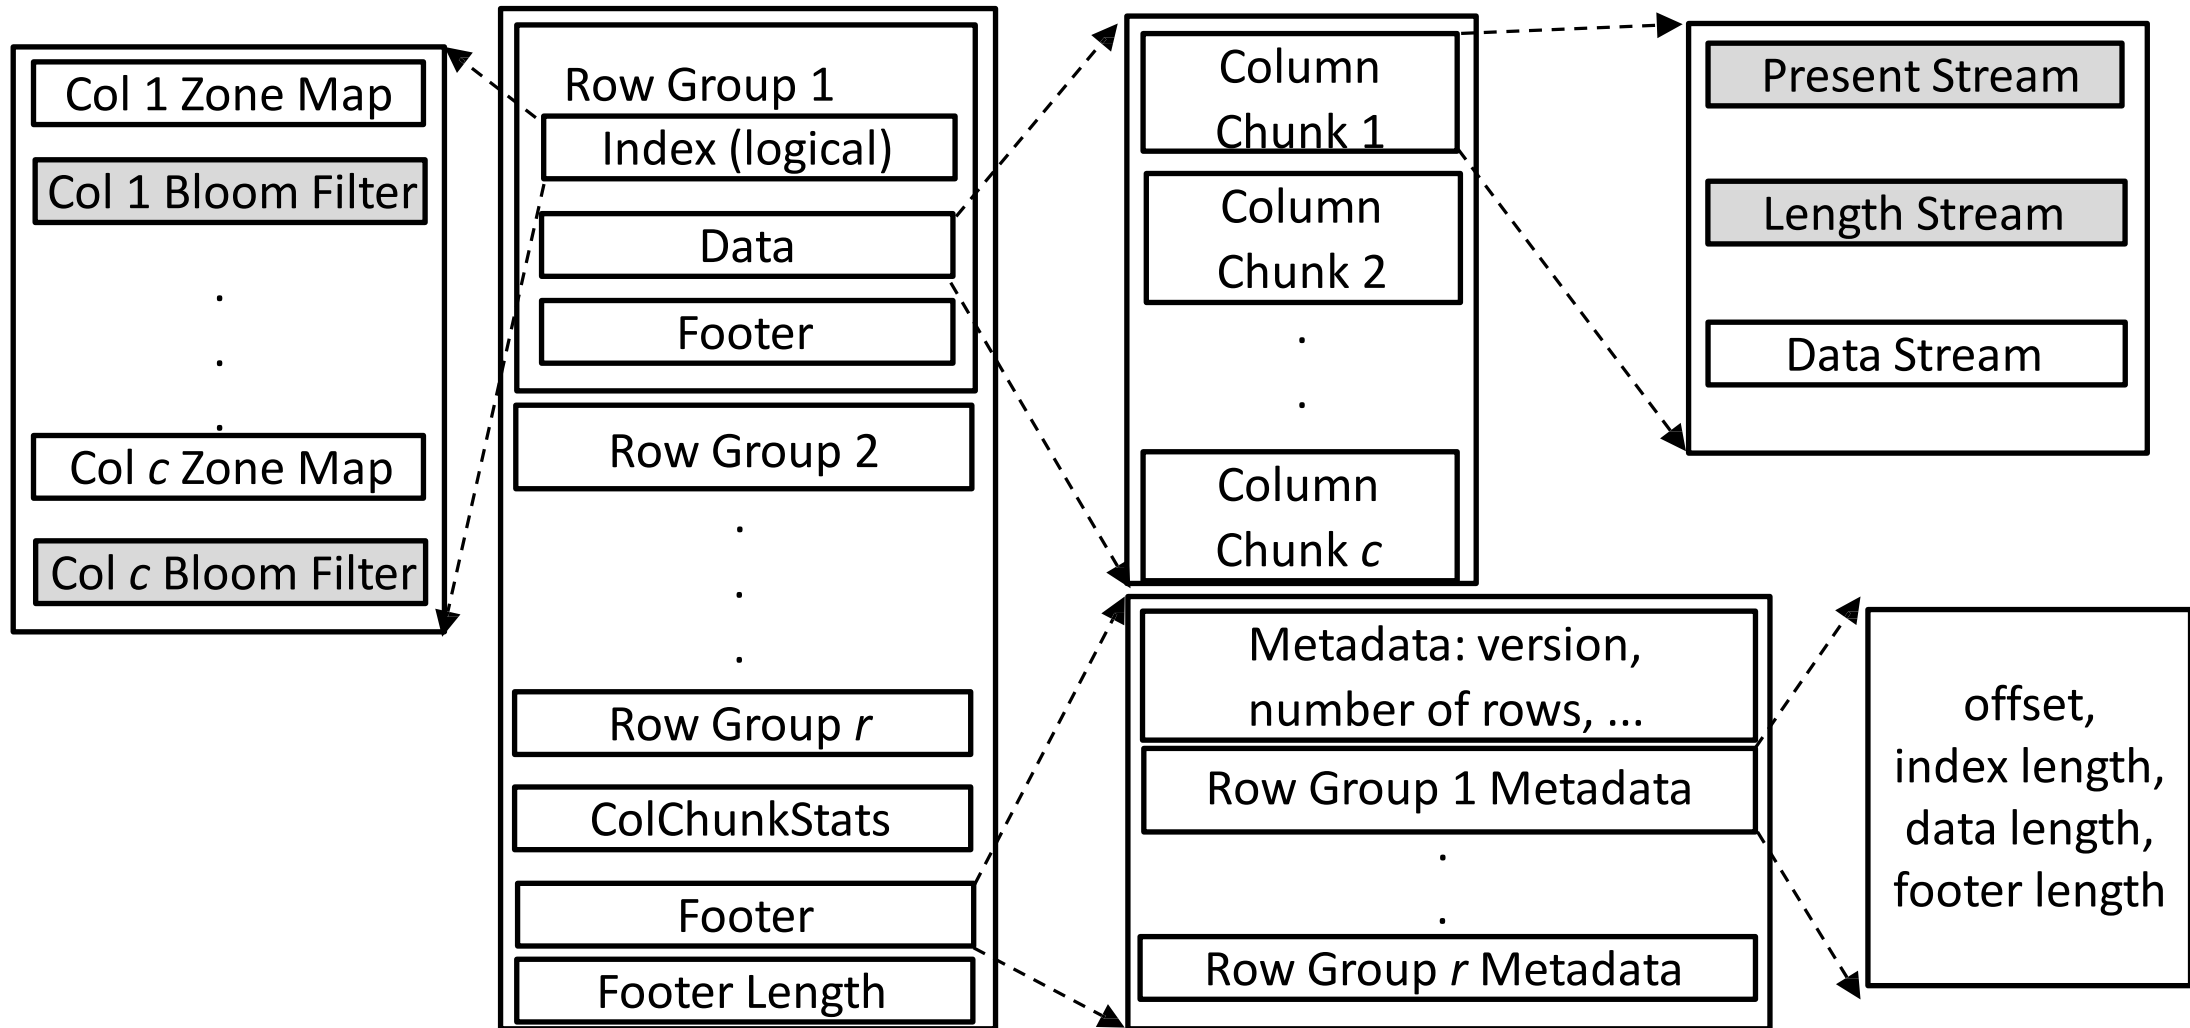 Col 1 Zone Map
Col 1 Bloom Filter
.
.
.
Col c Zone Map
Col c Bloom Filter
Row Group 1
Index (logical)
Data
Footer
Row Group 2
.
.
.
Row Group r
ColChunkStats
Footer
Footer Length
Column
Chunk 1
Column
Chunk 2
.
.
Column
Chunk c
Present Stream
Length Stream
Data Stream
Metadata: version,
number of rows, ...
Row Group 1 Metadata
.
.
Row Group r Metadata
offset,
index length,
data length,
footer length